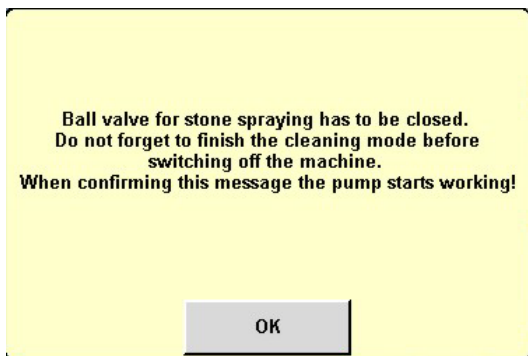 Ball valve for stone spraying has to be closed.
Do not forget to finish the cleaning mode before
switching off the machine.
When confirming this message the pump starts working!
OK